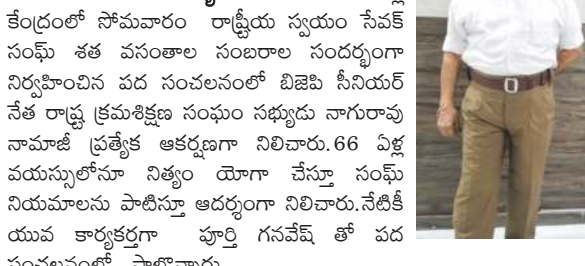 కేంద్రంలో సోమవారం రాష్ట్రీయ స్వయం సేవక్
సంఘ్ శత వసంతాల సంబరాల సందర్భంగా
నిర్వహించిన పద సంచలనంలో బిజెపి సీనియర్
నేత రాష్ట్ర క్రమశిక్షణ సంఘం సభ్యుడు నాగురావు
నామాజీ ప్రత్యేక ఆకర్షణగా నిలిచారు.66 ఏళ్ల
వయస్సులోనూ నిత్యం యోగా చేస్తూ సంఘ్
నియమాలను పాటిస్తూ ఆదర్శంగా నిలిచారు.నేటికీ
యువ కార్యకర్తగా పూర్తి గనవేష్ తో పద